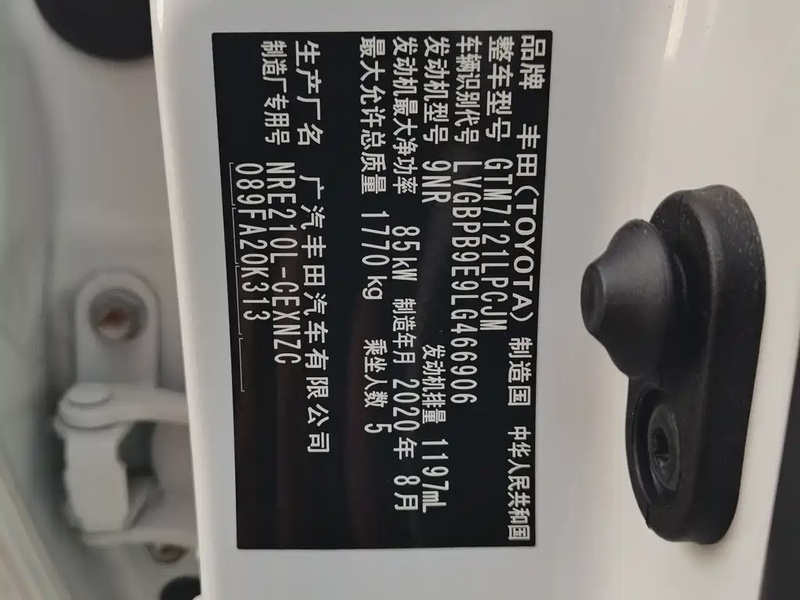 品牌 丰田(TOYOTA) 制造国 中华人民共和国
整车型号 GTM7121LPCJM
车辆识别代号 LVGBPB9E9LG466906
发动机型号 9NR 发动机排量 1197mL
发动机最大净功率 85kW 制造年月 2020年8月
最大允许总质量 1770kg 乘坐人数 5
生产厂名 广汽丰田汽车有限公司
制造厂专用号 NRE210L-CEXNZC
089FA20K313